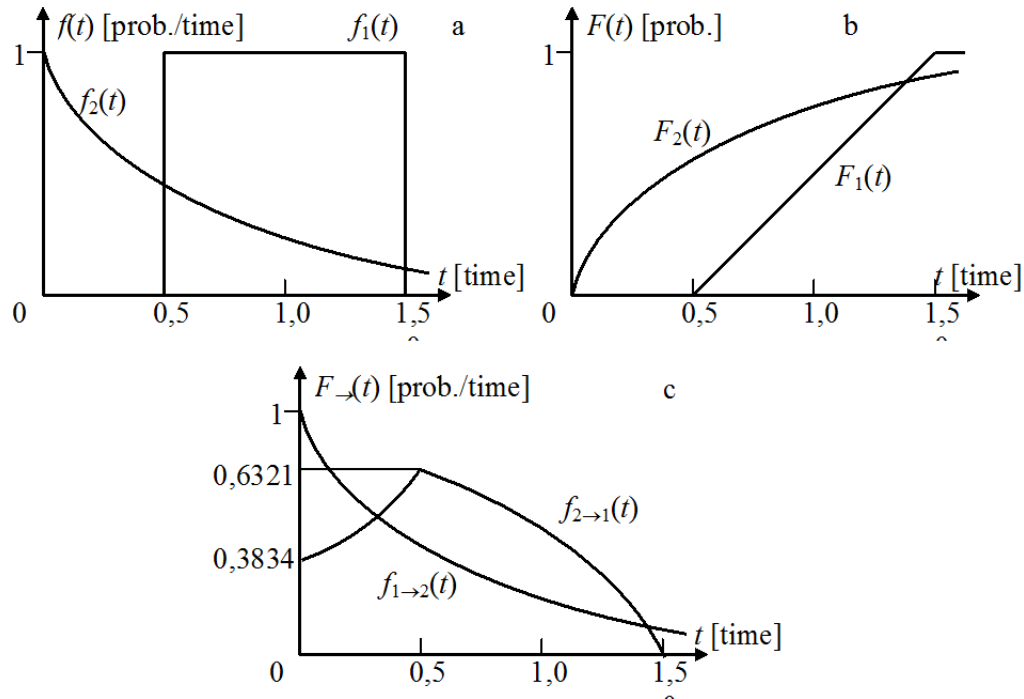 f(t) [prob./time] f₁(t) a
1
f₂(t)
t [time]
0 0,5 1,0 1,5
F(t) [prob.] b
1
F₂(t)
F₁(t)
t [time]
0 0,5 1,0 1,5
F→(t) [prob./time] c
1
0,6321
f₂→₁(t)
0,3834
f₁→₂(t)
t [time]
0 0,5 1,0 1,5